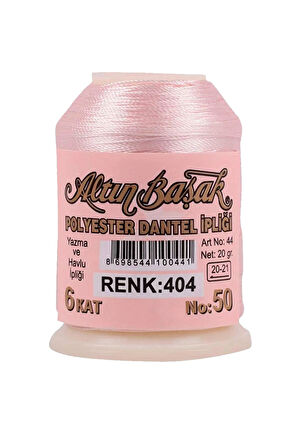 Altın Başak
POLYESTER DANTEL İPLİĞİ
Yazma
ve
Havlu
İpliği
Art No: 44
Net: 20 gr.
20-21
8 698544 100441
RENK:404
6 KAT
No: 50